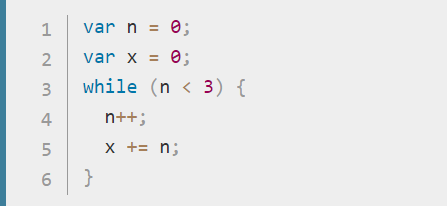 1 var n = 0;
2 var x = 0;
3 while (n < 3) {
4   n++;
5   x += n;
6 }